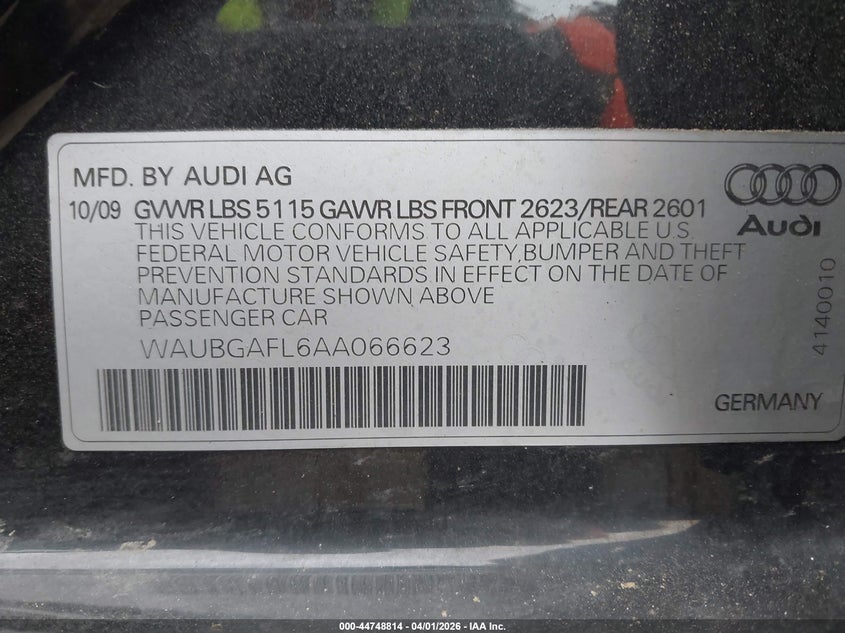 MFD. BY AUDI AG
10/09 GVWR LBS 5115 GAWR LBS FRONT 2623/REAR 2601
THIS VEHICLE CONFORMS TO ALL APPLICABLE U.S.
FEDERAL MOTOR VEHICLE SAFETY,BUMPER AND THEFT
PREVENTION STANDARDS IN EFFECT ON THE DATE OF
MANUFACTURE SHOWN ABOVE
PASSENGER CAR
WAUBGAFL6AA066623
Audi
4140010
GERMANY
000-44748814 - 04/01/2026 - IAA Inc.